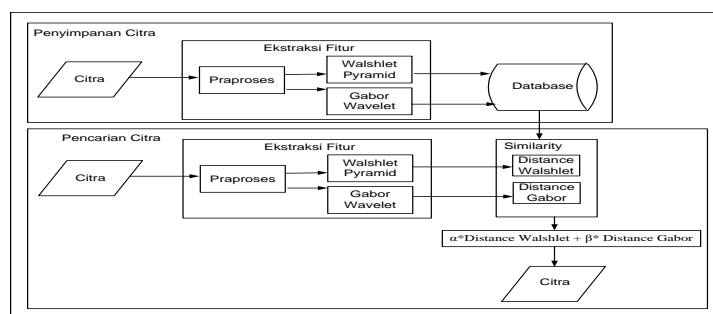 Penyimpanan Citra
Ekstraksi Fitur
Citra
Praproses
Walshlet
Pyramid
Gabor
Wavelet
Database
Pencarian Citra
Ekstraksi Fitur
Citra
Praproses
Walshlet
Pyramid
Gabor
Wavelet
Similarity
Distance
Walshlet
Distance
Gabor
α*Distance Walshlet + β* Distance Gabor
Citra